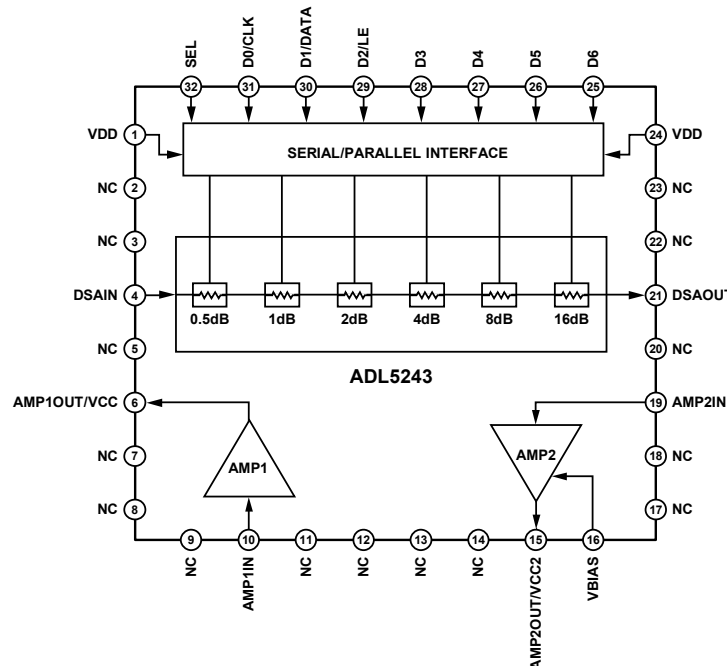 SEL
D0/CLK
D1/DATA
D2/LE
D3
D4
D5
D6
32
31
30
29
28
27
26
25
VDD
1
SERIAL/PARALLEL INTERFACE
24
VDD
NC
2
23
NC
NC
3
22
NC
DSAIN
4
21
DSAOUT
0.5dB
1dB
2dB
4dB
8dB
16dB
NC
5
20
NC
ADL5243
AMP1OUT/VCC
6
19
AMP2IN
NC
7
AMP1
AMP2
18
NC
NC
8
17
NC
9
10
11
12
13
14
15
16
NC
AMP1IN
NC
NC
NC
NC
AMP2OUT/VCC2
VBIAS